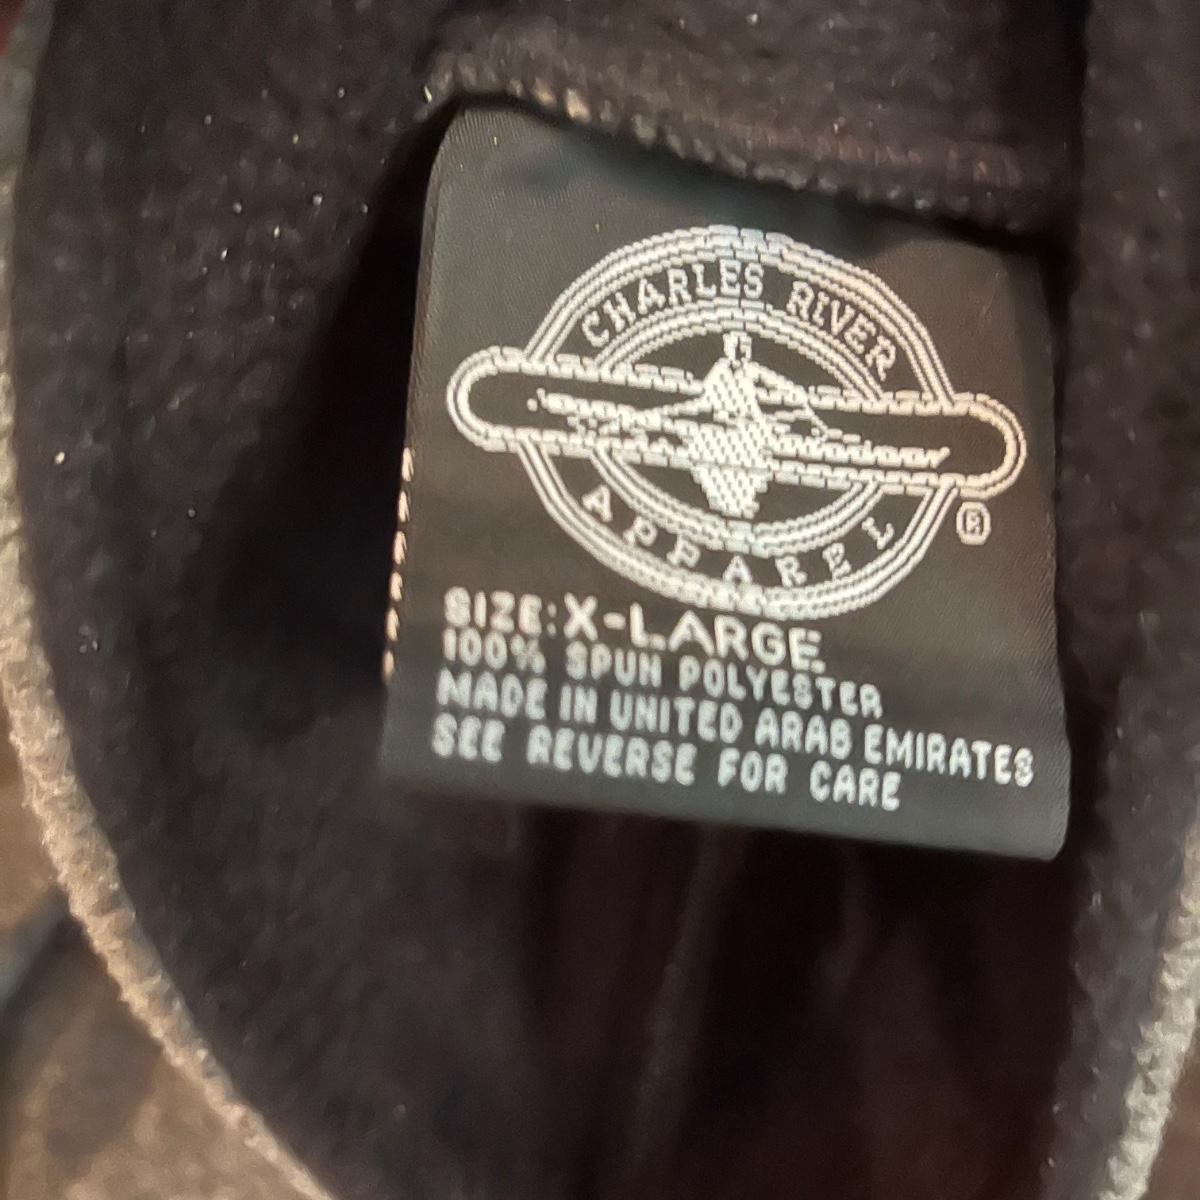 CHARLES RIVER
APPAREL
®
SIZE: X-LARGE
100% SPUN POLYESTER
MADE IN UNITED ARAB EMIRATES
SEE REVERSE FOR CARE